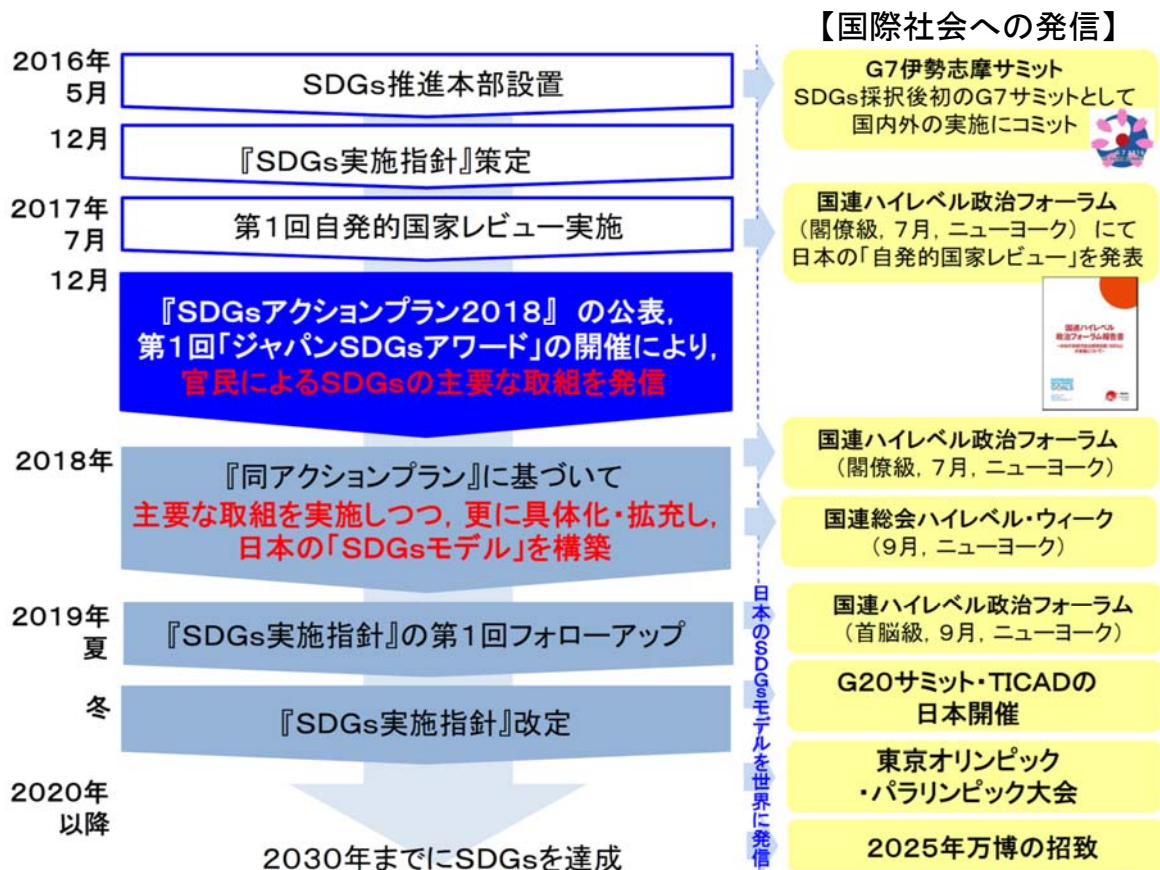 【国際社会への発信】
2016年
5月
SDGs推進本部設置
G7伊勢志摩サミット
SDGs採択後初のG7サミットとして
国内外の実施にコミット
12月
『SDGs実施指針』策定
2017年
7月
第1回自発的国家レビュー実施
国連ハイレベル政治フォーラム
(閣僚級, 7月, ニューヨーク) にて
日本の「自発的国家レビュー」を発表
12月
『SDGsアクションプラン2018』 の公表,
第1回「ジャパンSDGsアワード」の開催により,
官民によるSDGsの主要な取組を発信
国連ハイレベル
政治フォーラム報告書
2018年
『同アクションプラン』に基づいて
主要な取組を実施しつつ, 更に具体化・拡充し,
日本の「SDGsモデル」を構築
国連ハイレベル政治フォーラム
(閣僚級, 7月, ニューヨーク)
国連総会ハイレベル・ウィーク
(9月, ニューヨーク)
2019年
夏
『SDGs実施指針』の第1回フォローアップ
国連ハイレベル政治フォーラム
(首脳級, 9月, ニューヨーク)
冬
『SDGs実施指針』改定
G20サミット・TICADの
日本開催
2020年
以降
2030年までにSDGsを達成
東京オリンピック
・パラリンピック大会
2025年万博の招致
日本のSDGsモデルを世界に発信